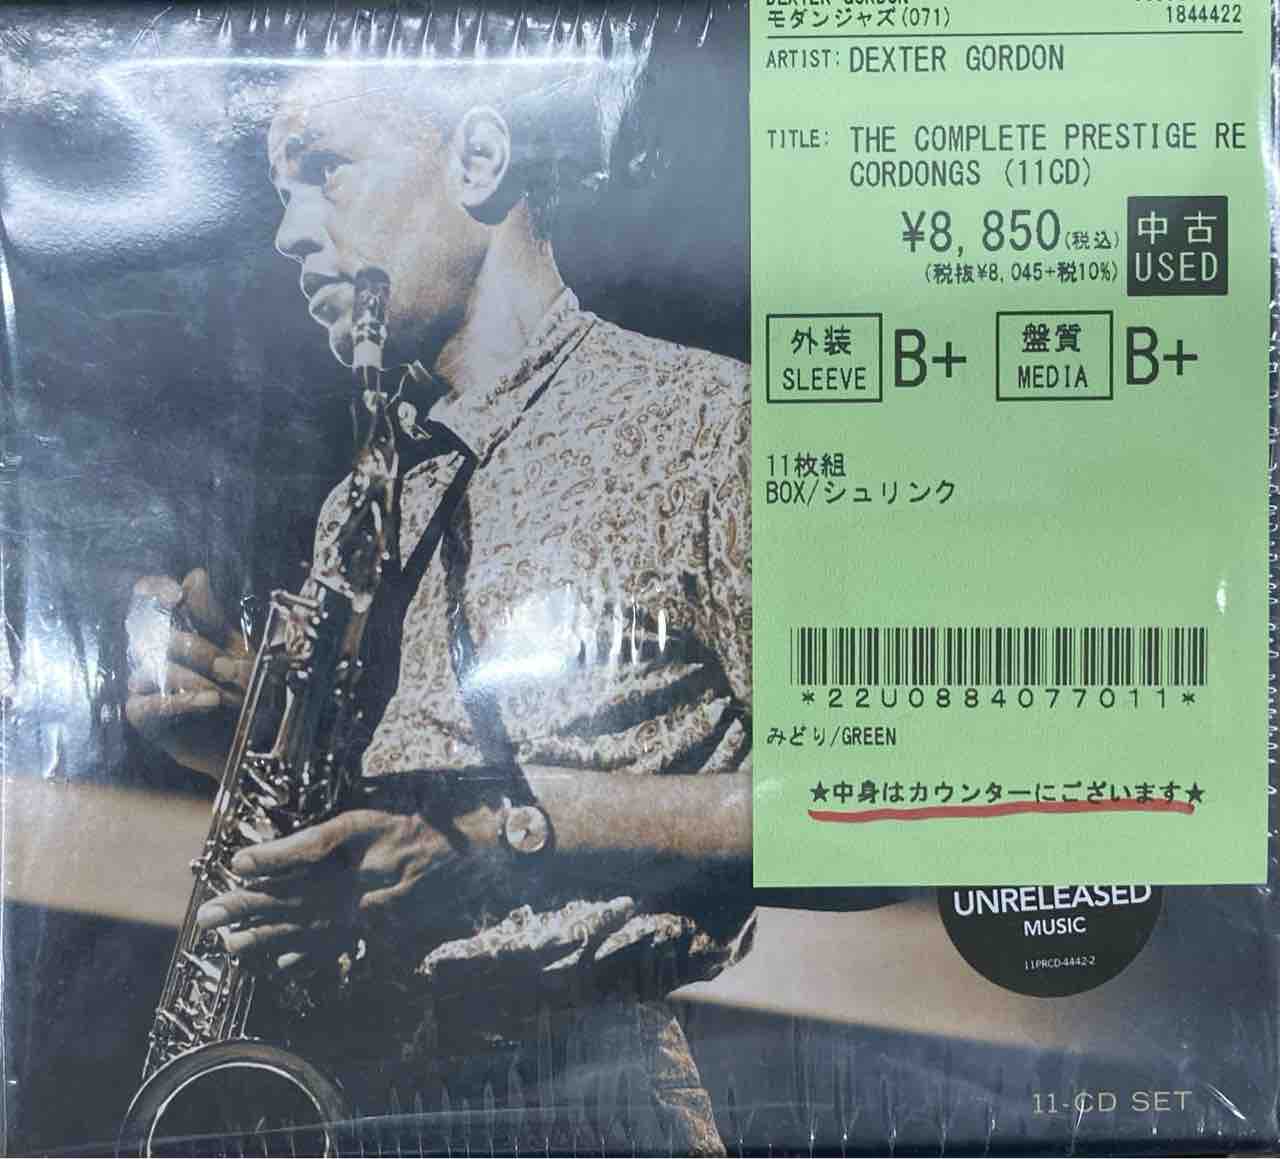 DEXTER GORDON
モダンジャズ(071) 1844422
ARTIST: DEXTER GORDON
TITLE: THE COMPLETE PRESTIGE RE
CORDONGS (11CD)
¥8,850(税込)
(税抜¥8,045+税10%)
中古
USED
外装
SLEEVE
B+
盤質
MEDIA
B+
11枚組
BOX/シュリンク
*22U0884077011*
みどり/GREEN
★中身はカウンターにございます★
UNRELEASED
MUSIC
11PRCD-4442-2
11-CD SET